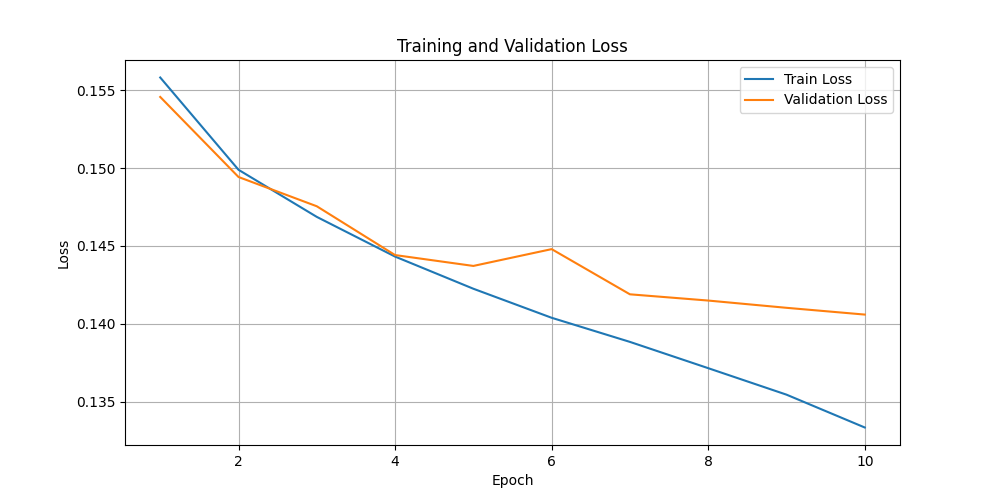 Training and Validation Loss
Train Loss
Validation Loss
0.155
0.150
0.145
0.140
0.135
Loss
2 4 6 8 10
Epoch